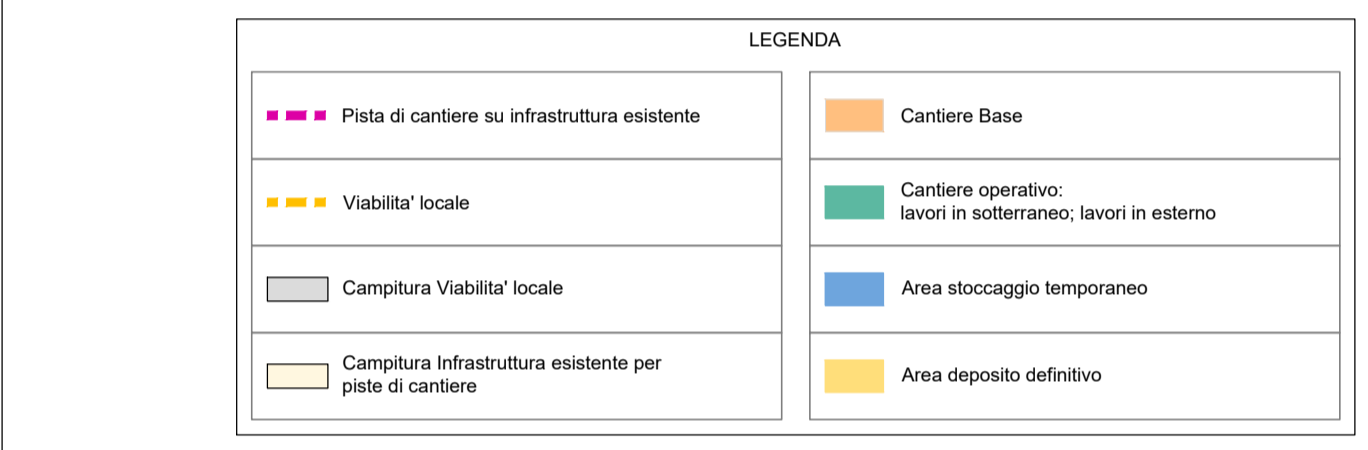 LEGENDA
Pista di cantiere su infrastruttura esistente
Viabilita' locale
Campitura Viabilita' locale
Campitura Infrastruttura esistente per
piste di cantiere
Cantiere Base
Cantiere operativo:
lavori in sotterraneo; lavori in esterno
Area stoccaggio temporaneo
Area deposito definitivo